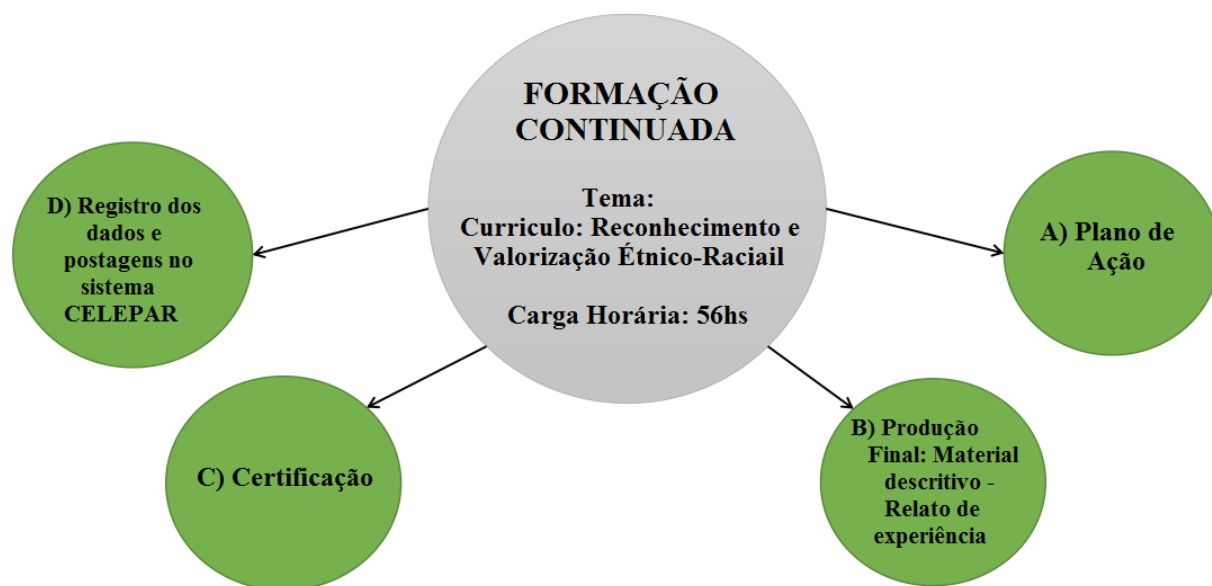 FORMAÇÃO
CONTINUADA
Tema:
Curriculo: Reconhecimento e
Valorização Étnico-Raciail
Carga Horária: 56hs
A) Plano de
Ação
B) Produção
Final: Material
descritivo -
Relato de
experiência
C) Certificação
D) Registro dos
dados e
postagens no
sistema
CELEPAR